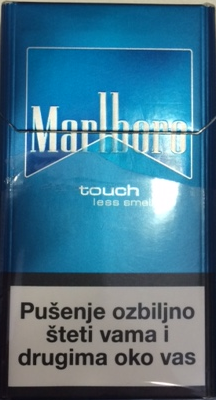 Marlboro
touch
less smell
Pušenje ozbiljno
šteti vama i
drugima oko vas